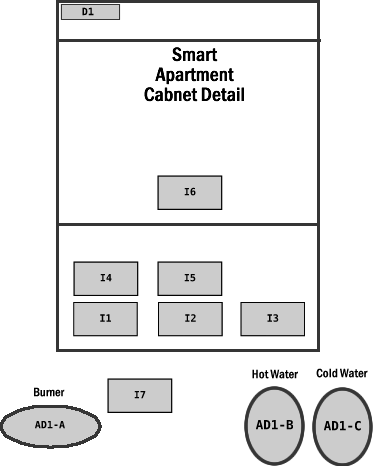 D1
Smart
Apartment
Cabnet Detail
I6
I4 I5
I1 I2 I3
Hot Water Cold Water
Burner I7
AD1-A AD1-B AD1-C